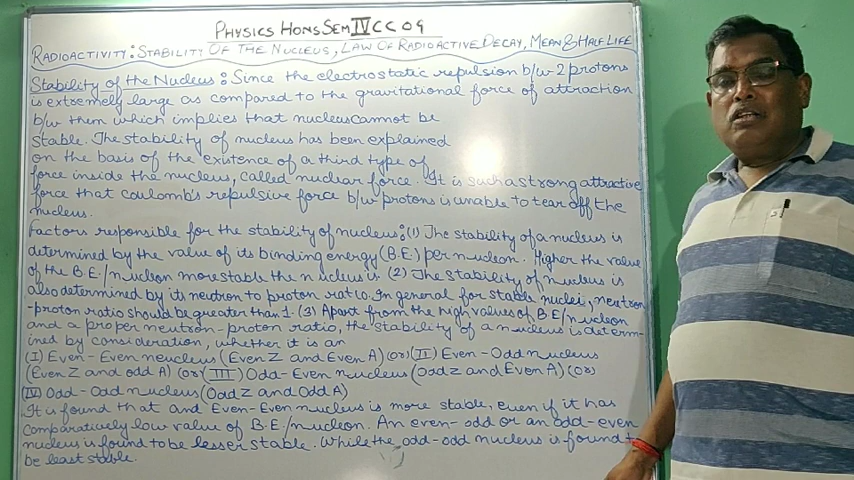 PHYSICS HONS SEM IV CC 09
RADIOACTIVITY: STABILITY OF THE NUCLEUS, LAW OF RADIOACTIVE DECAY, MEAN & HALF LIFE
Stability of the Nucleus: Since the electrostatic repulsion b/w 2 protons
is extremely large as compared to the gravitational force of attraction
b/w them which implies that nucleus cannot be
stable. The stability of nucleus has been explained
on the basis of the existence of a third type of
force inside the nucleus, called nuclear force. It is such a strong attractive
force that coulomb's repulsive force b/w protons is unable to tear off the
nucleus.
Factors responsible for the stability of nucleus: (1) The stability of a nucleus is
determined by the value of its binding energy (B.E.) per nucleon. Higher the value
of the B.E./nucleon more stable the nucleus is (2) The stability of nucleus is
also determined by its neutron to proton ratio. In general for stable nuclei, neutron
-proton ratio should be greater than 1. (3) Apart from the high values of B.E/nucleon
and a proper neutron-proton ratio, the stability of a nucleus is determ-
ined by consideration, whether it is an
(I) Even-Even neucleus (Even Z and Even A) (or) (II) Even-Odd nucleus
(Even Z and odd A) (or) (III) Odd-Even nucleus (Odd Z and Even A) (or)
(IV) Odd-Odd nucleus (Odd Z and Odd A)
It is found that and Even-Even nucleus is more stable, even if it has
comparatively low value of B.E./nucleon. An even-odd or an odd-even
nucleus is found to be lesser stable. While the odd-odd nucleus is found to
be least stable.